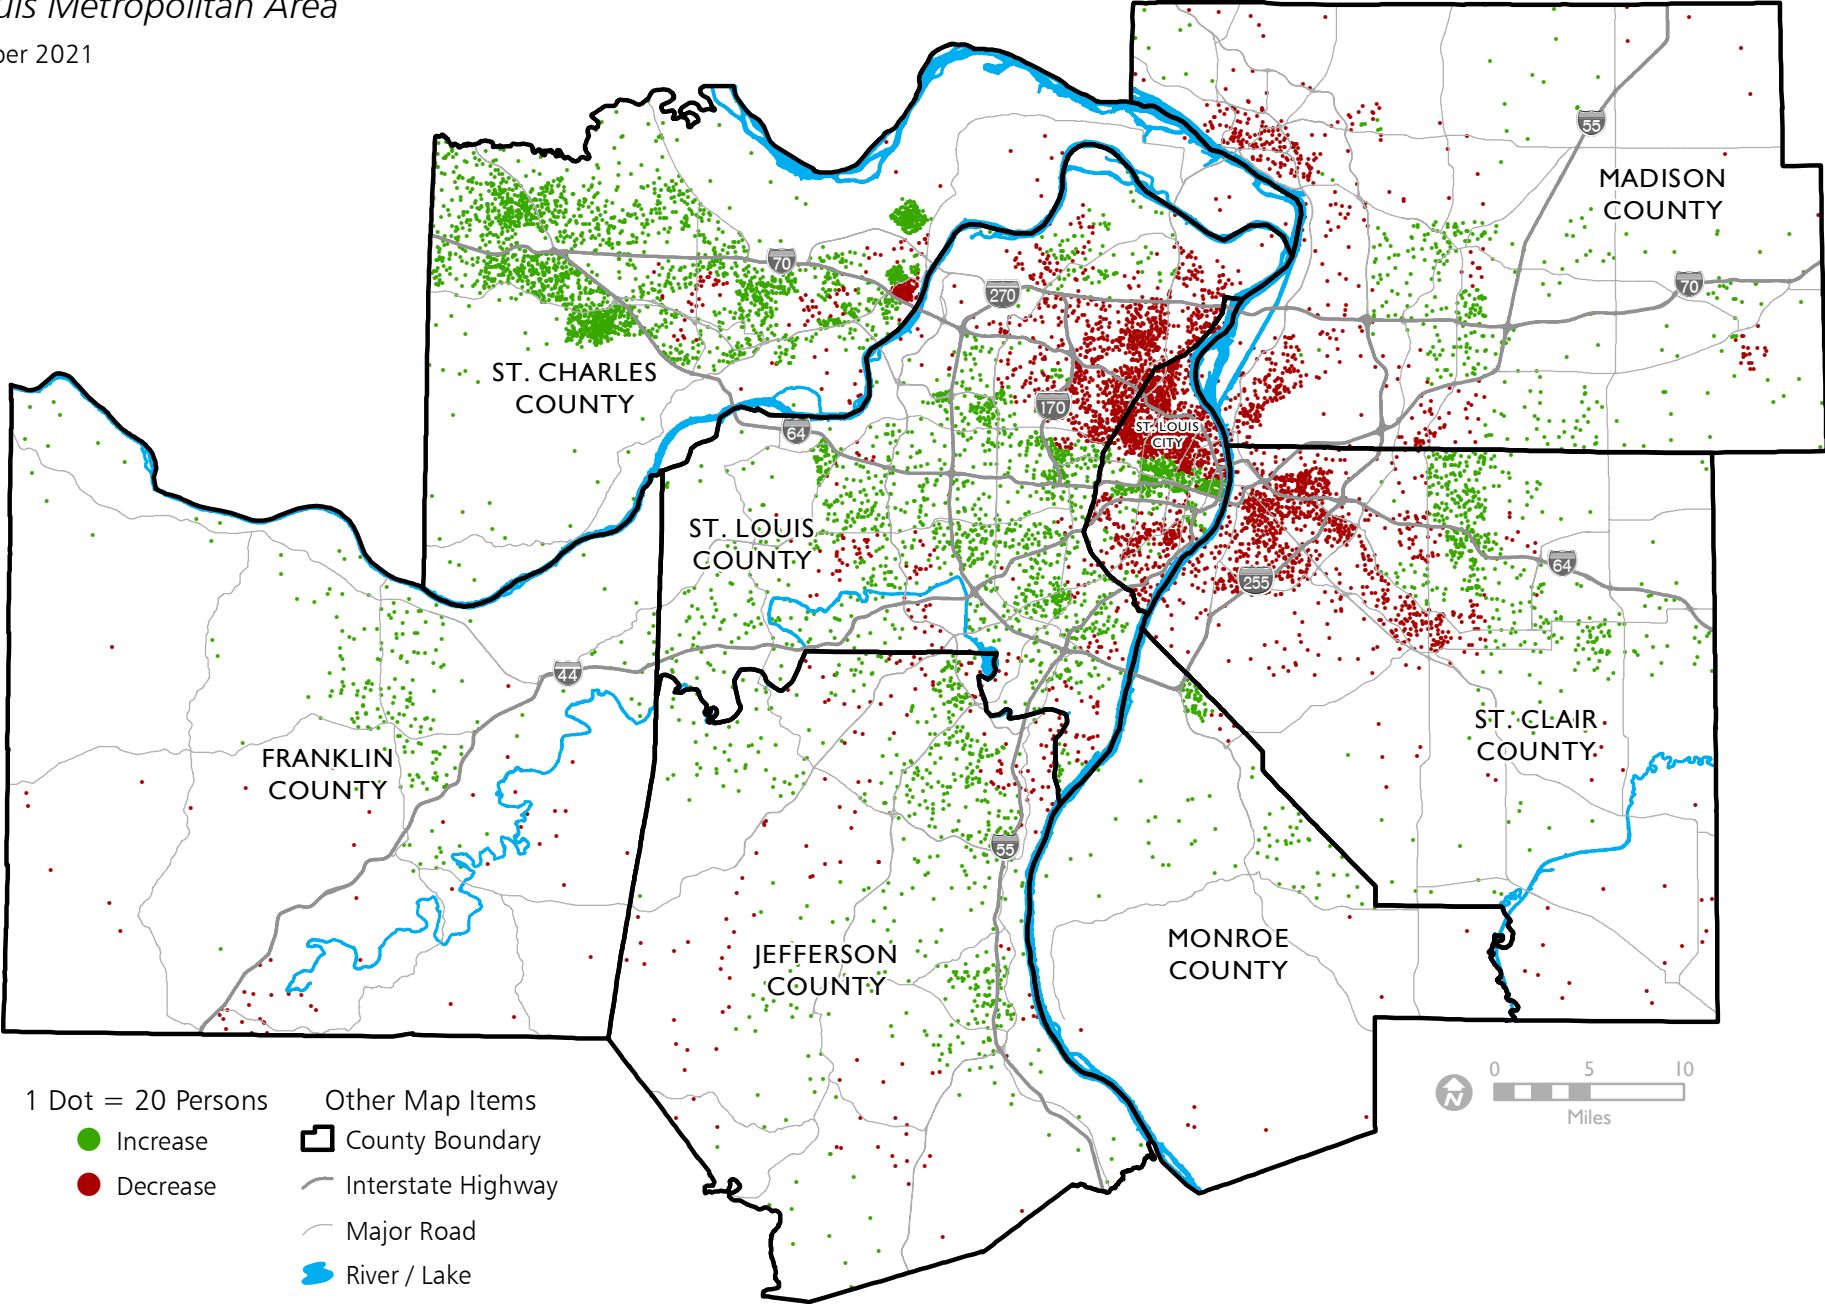 Metropolitan Area
2021
55
MADISON
COUNTY
70
70
270
ST. CHARLES
COUNTY
170
64
ST. LOUIS
CITY
ST. LOUIS
COUNTY
64
255
44
ST. CLAIR
COUNTY
FRANKLIN
COUNTY
55
MONROE
COUNTY
JEFFERSON
COUNTY
0 5 10
N
Miles
1 Dot = 20 Persons
Increase
Decrease
Other Map Items
County Boundary
Interstate Highway
Major Road
River / Lake